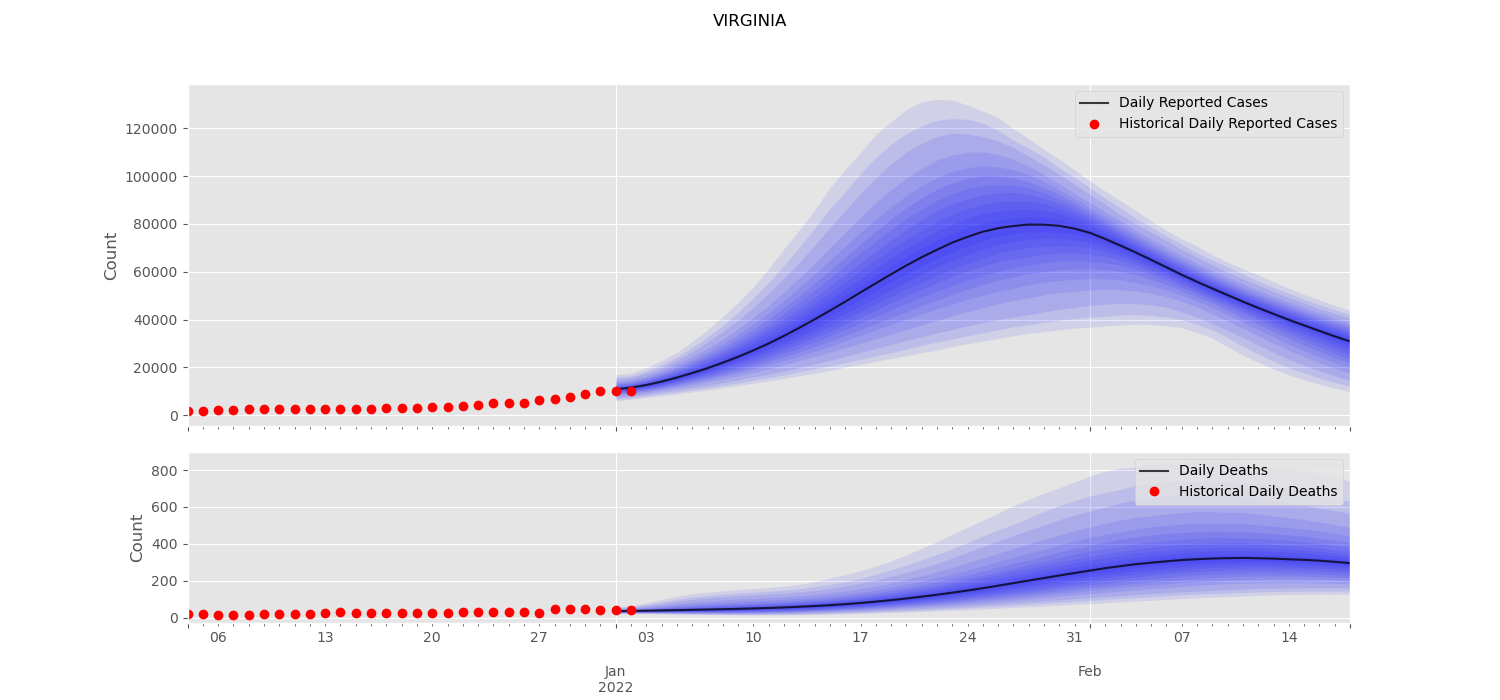 VIRGINIA
Daily Reported Cases
Historical Daily Reported Cases
120000
100000
80000
60000
40000
20000
0
Count
Daily Deaths
Historical Daily Deaths
800
600
400
200
0
Count
06 13 20 27 03 10 17 24 31 07 14
Jan Feb
2022